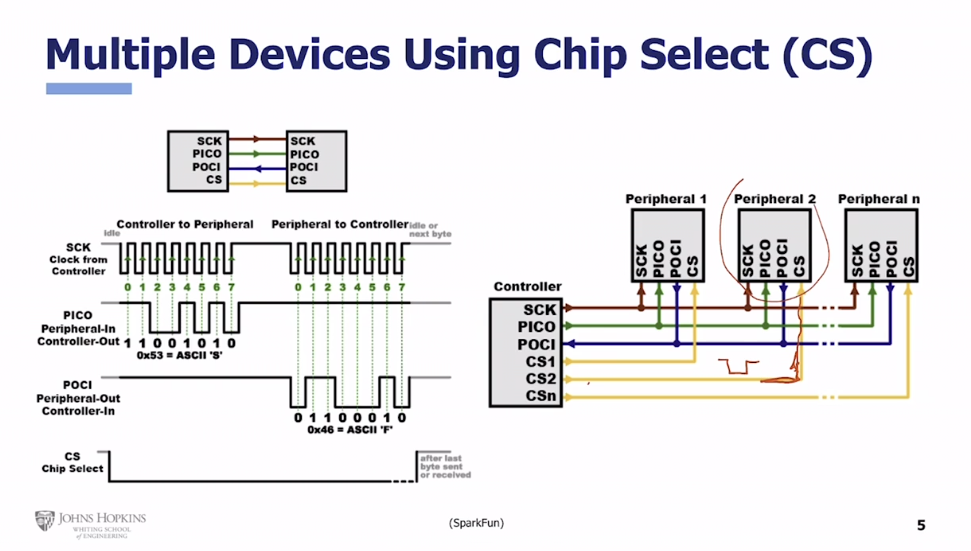 Multiple Devices Using Chip Select (CS)
SCK SCK
PICO PICO
POCI POCI
CS CS
Controller to Peripheral Peripheral to Controller
Idle
idle or
next byte
SCK
Clock from
Controller
0 1 2 3 4 5 6 7 0 1 2 3 4 5 6 7
PICO
Peripheral-In
Controller-Out
1 1 0 0 1 0 1 0
0x53 = ASCII 'S'
POCI
Peripheral-Out
Controller-In
0 1 1 0 0 0 1 0
0x46 = ASCII 'F'
CS
Chip Select
after last
byte sent
or received
Peripheral 1 Peripheral 2 Peripheral n
SCK PICO POCI CS SCK PICO POCI CS SCK PICO POCI CS
Controller
SCK
PICO
POCI
CS1
CS2
CSn
JOHNS HOPKINS
WHITING SCHOOL
of ENGINEERING
(SparkFun)
5